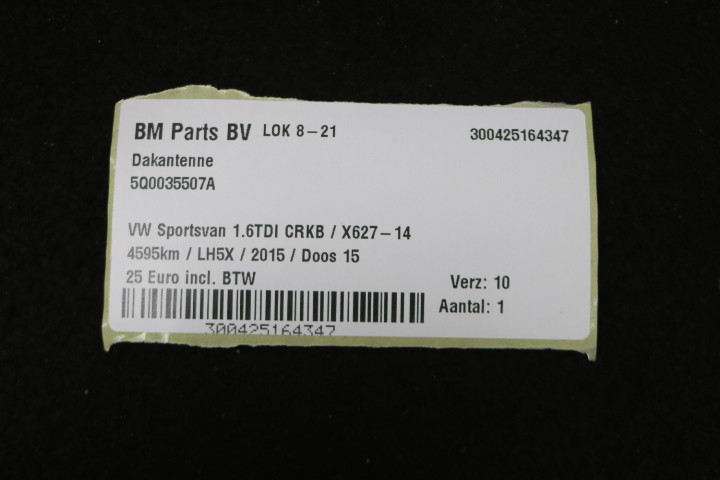 BM Parts BV LOK 8-21 300425164347
Dakantenne
5Q0035507A
VW Sportsvan 1.6TDI CRKB / X627-14
4595km / LH5X / 2015 / Doos 15
25 Euro incl. BTW Verz: 10
Aantal: 1
300425164347